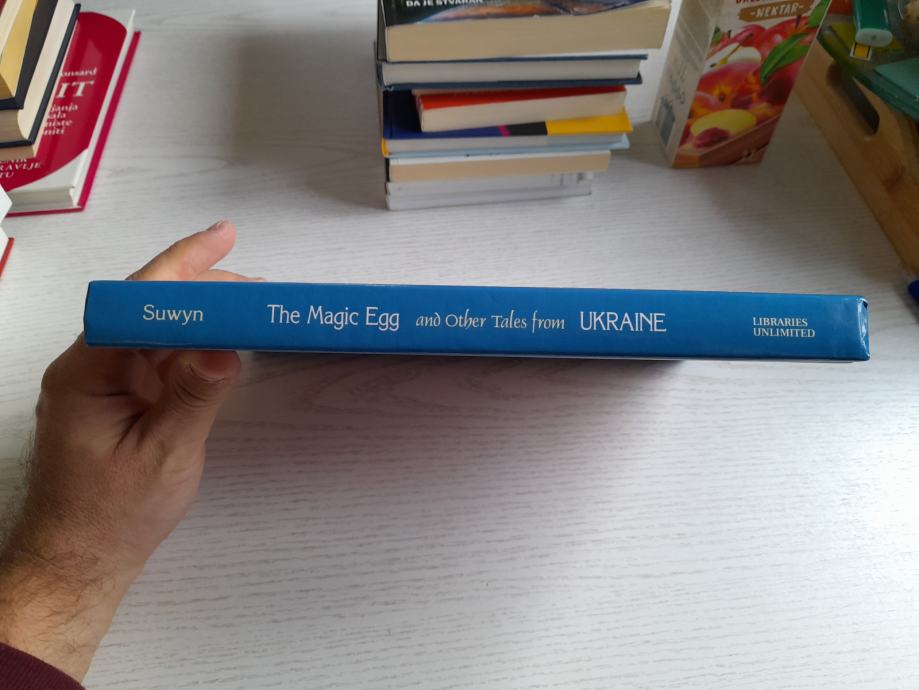 DA JE STVARAN
-NEKTAR-
Suwyn The Magic Egg and Other Tales from UKRAINE LIBRARIES
UNLIMITED